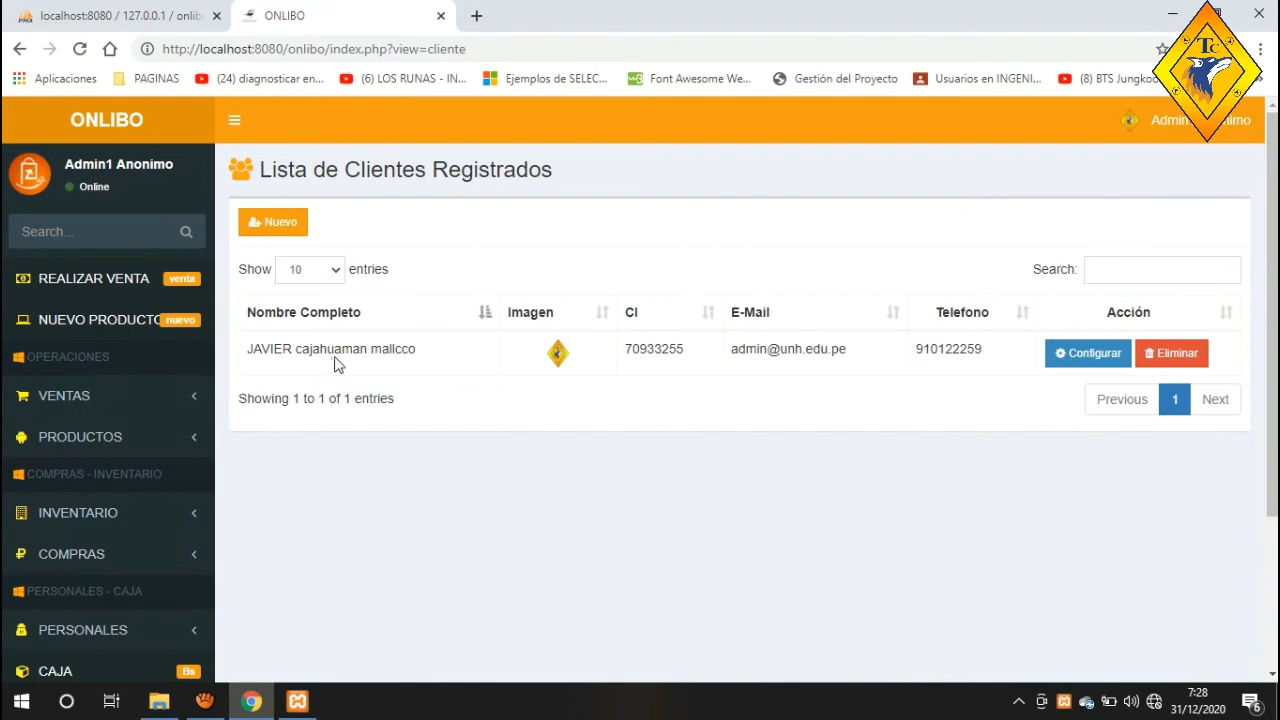 localhost:8080 / 127.0.0.1 / onlib
ONLIBO
http://localhost:8080/onlibo/index.php?view=cliente
Aplicaciones PAGINAS (24) diagnosticar en... (6) LOS RUNAS - IN... Ejemplos de SELEC... Font Awesome We... Gestión del Proyecto Usuarios en INGENI... (8) BTS Jungkoo
TC
ONLIBO
Admin1 Anonimo
Online
Search...
REALIZAR VENTA venta
NUEVO PRODUCTO nuevo
OPERACIONES
VENTAS
PRODUCTOS
COMPRAS - INVENTARIO
INVENTARIO
COMPRAS
PERSONALES - CAJA
PERSONALES
CAJA Bs
Lista de Clientes Registrados
Nuevo
Show 10 entries Search:
Nombre Completo Imagen CI E-Mail Telefono Acción
JAVIER cajahuaman mallcco 70933255 admin@unh.edu.pe 910122259 Configurar Eliminar
Showing 1 to 1 of 1 entries Previous 1 Next
7:28
31/12/2020
6